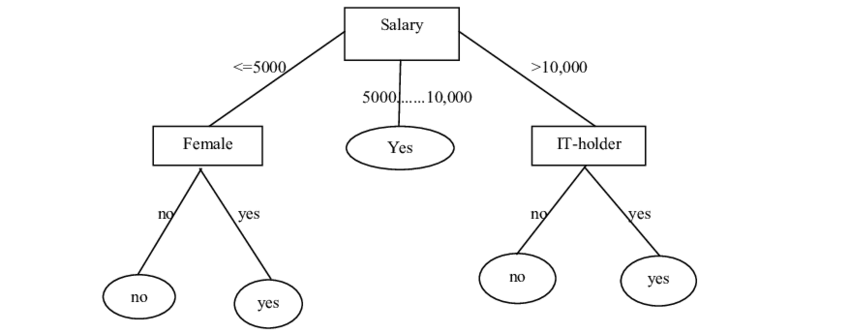 Salary
<=5000
>10,000
5000.......10,000
Female
Yes
IT-holder
no
yes
no
yes
no
yes
no
yes